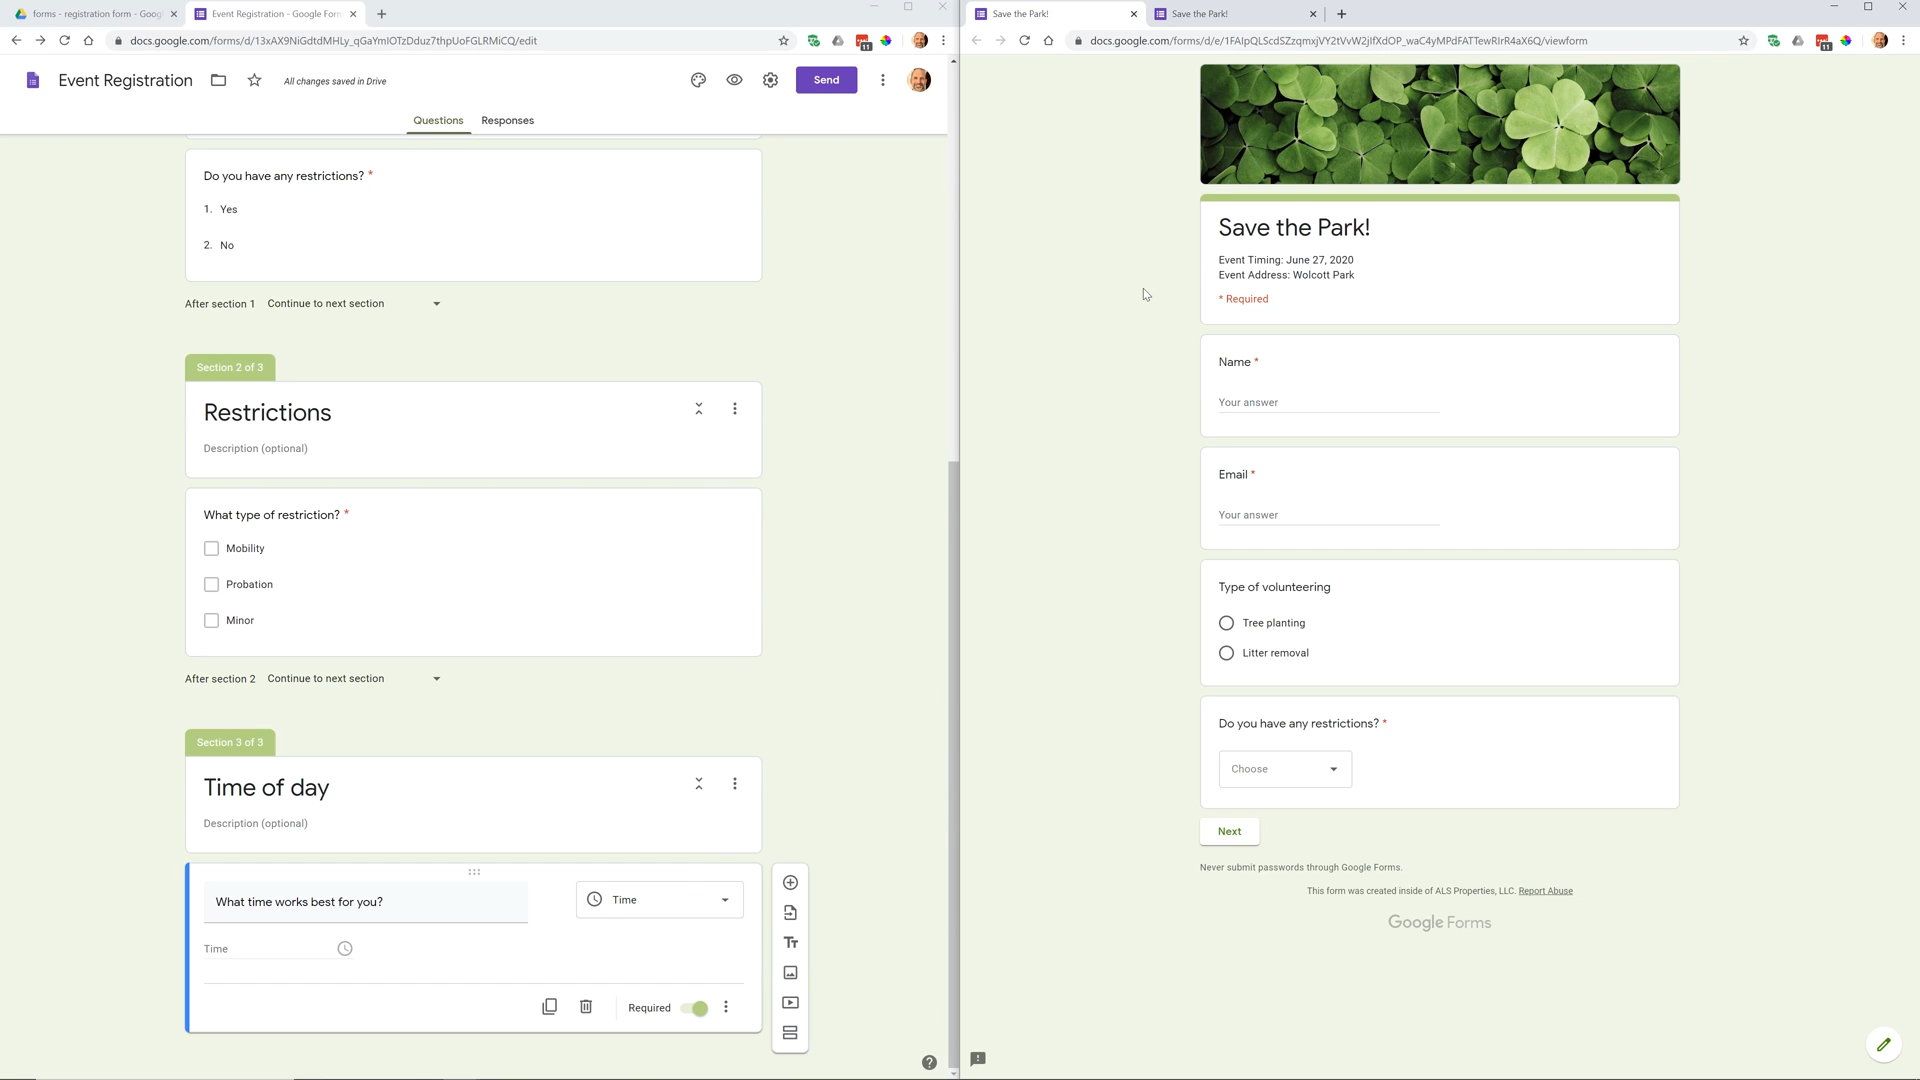 forms - registration form - Goog
Event Registration - Google Form
docs.google.com/forms/d/13xAX9NiGdtdMHLy_qGaYmIOTzDduz7thpUoFGLRMiCQ/edit
11
Event Registration
All changes saved in Drive
Send
Questions
Responses
Do you have any restrictions? *
1. Yes
2. No
After section 1 Continue to next section
Section 2 of 3
Restrictions
Description (optional)
What type of restriction? *
Mobility
Probation
Minor
After section 2 Continue to next section
Section 3 of 3
Time of day
Description (optional)
What time works best for you?
Time
Time
Required
Save the Park!
Save the Park!
docs.google.com/forms/d/e/1FAIpQLScdSZzqmxjVY2tVvW2jIfXdOP_waC4yMPdFATTewRIrR4aX6Q/viewform
11
Save the Park!
Event Timing: June 27, 2020
Event Address: Wolcott Park
* Required
Name *
Your answer
Email *
Your answer
Type of volunteering
Tree planting
Litter removal
Do you have any restrictions? *
Choose
Next
Never submit passwords through Google Forms.
This form was created inside of ALS Properties, LLC. Report Abuse
Google Forms